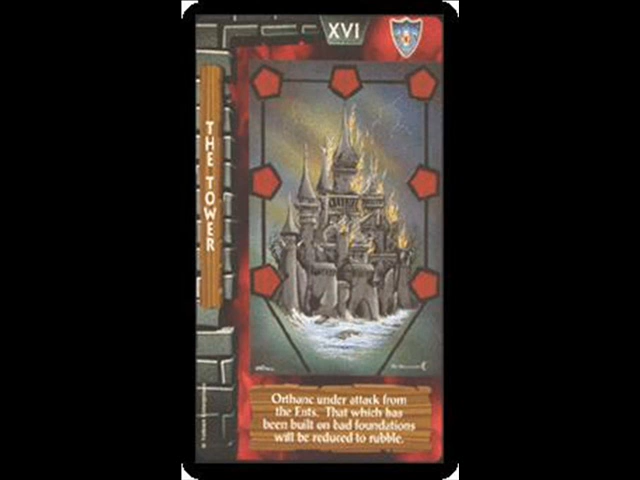 XVI
THE TOWER
Orthanc under attack from
the Ents. That which has
been built on bad foundations
will be reduced to rubble.